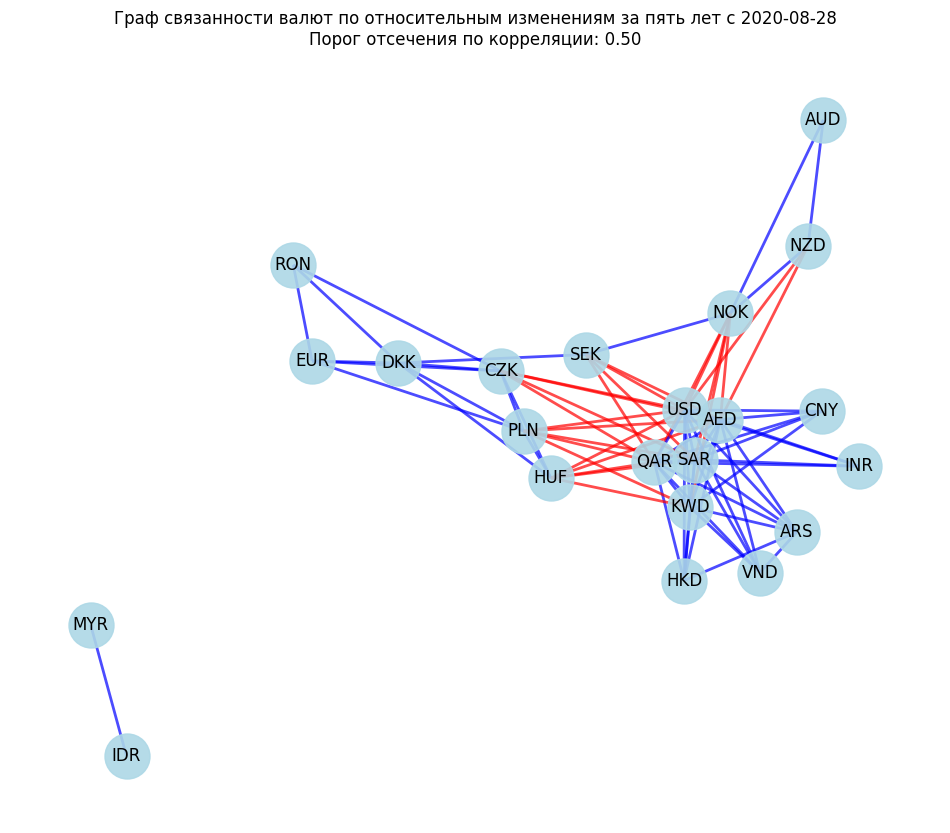 Граф связанности валют по относительным изменениям за пять лет с 2020-08-28
Порог отсечения по корреляции: 0.50
AUD
NZD
RON
NOK
SEK
EUR
DKK
CZK
USD
AED
CNY
PLN
QAR
SAR
INR
HUF
KWD
ARS
VND
HKD
MYR
IDR